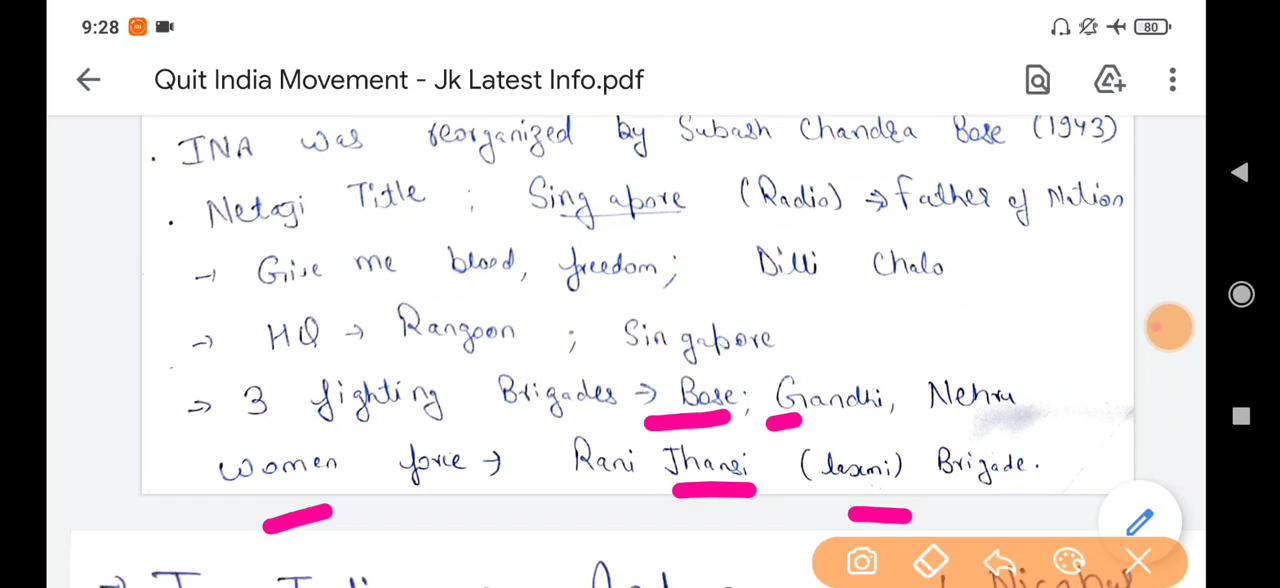 9:28 80
Quit India Movement - Jk Latest Info.pdf
. INA was reorganized by Subash Chandra Bose (1943)
. Netagi Title ; Singapore (Radio) ⇒ Father of Nation
→ Give me blood, freedom; Dilli Chalo
→ HQ → Rangoon ; Singapore
⇒ 3 fighting Brigades → Bose; Gandhi, Nehru
women force → Rani Jhansi (laxmi) Brigade.